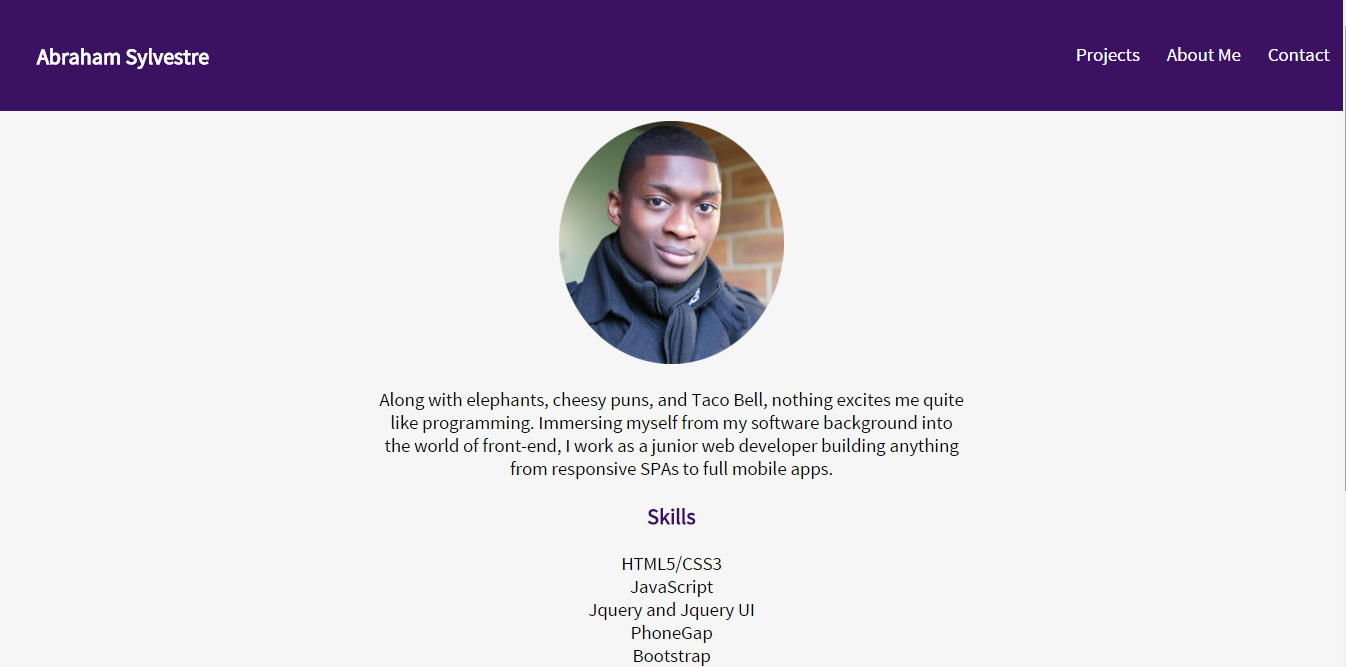 Abraham Sylvestre
Projects About Me Contact
Along with elephants, cheesy puns, and Taco Bell, nothing excites me quite
like programming. Immersing myself from my software background into
the world of front-end, I work as a junior web developer building anything
from responsive SPAs to full mobile apps.
Skills
HTML5/CSS3
JavaScript
Jquery and Jquery UI
PhoneGap
Bootstrap